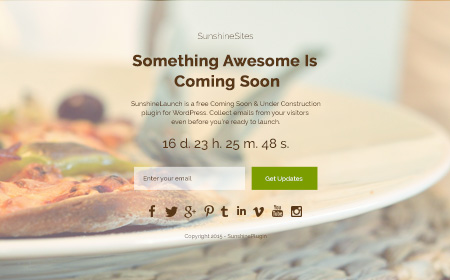 SunshineSites
Something Awesome Is
Coming Soon
SunshineLaunch is a free Coming Soon & Under Construction
plugin for WordPress. Collect emails from your visitors
even before you're ready to launch.
16 d. 23 h. 25 m. 48 s.
Enter your email
Get Updates
Copyright 2015 - SunshinePlugin